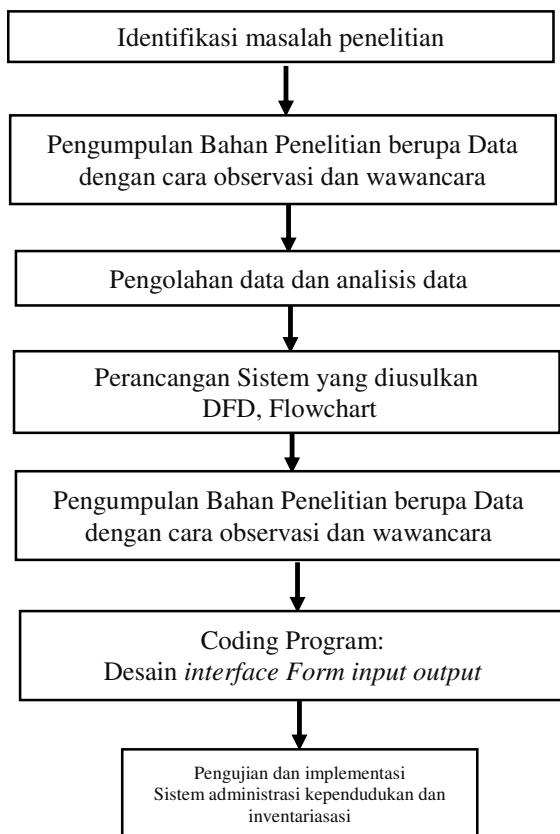 Identifikasi masalah penelitian
Pengumpulan Bahan Penelitian berupa Data
dengan cara observasi dan wawancara
Pengolahan data dan analisis data
Perancangan Sistem yang diusulkan
DFD, Flowchart
Pengumpulan Bahan Penelitian berupa Data
dengan cara observasi dan wawancara
Coding Program:
Desain interface Form input output
Pengujian dan implementasi
Sistem administrasi kependudukan dan
inventariasasi